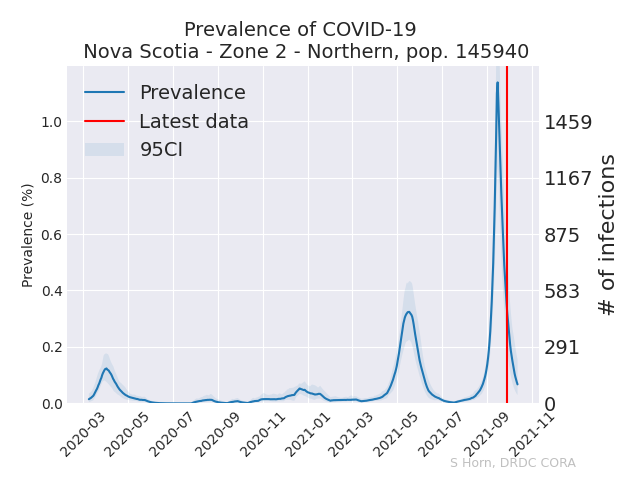 Prevalence of COVID-19
Nova Scotia - Zone 2 - Northern, pop. 145940
Prevalence
Latest data
95CI
Prevalence (%)
1.0
0.8
0.6
0.4
0.2
0.0
1459
1167
875
583
291
0
# of infections
2020-03
2020-05
2020-07
2020-09
2020-11
2021-01
2021-03
2021-05
2021-07
2021-09
2021-11
S Horn, DRDC CORA